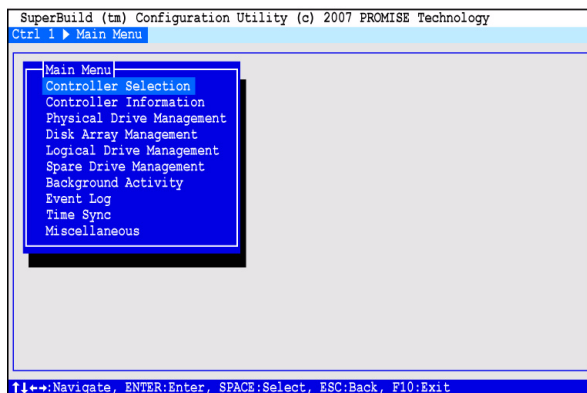 SuperBuild (tm) Configuration Utility (c) 2007 PROMISE Technology
Ctrl 1 ▶ Main Menu
Main Menu
Controller Selection
Controller Information
Physical Drive Management
Disk Array Management
Logical Drive Management
Spare Drive Management
Background Activity
Event Log
Time Sync
Miscellaneous
↑↓←→:Navigate, ENTER:Enter, SPACE:Select, ESC:Back, F10:Exit